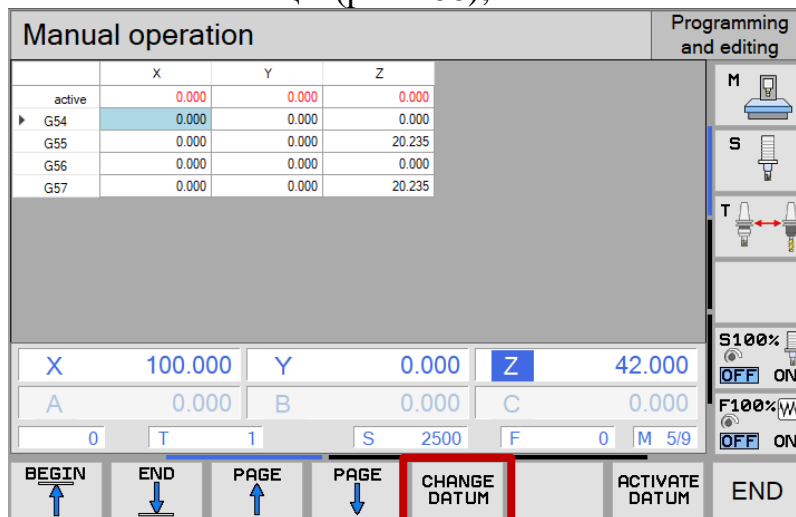 Manual operation
Programming
and editing
X Y Z
active 0.000 0.000 0.000
G54 0.000 0.000 0.000
G55 0.000 0.000 20.235
G56 0.000 0.000 0.000
G57 0.000 0.000 20.235
M
S
T
S100%
OFF ON
F100%
OFF ON
X 100.000 Y 0.000 Z 42.000
A 0.000 B 0.000 C 0.000
0 T 1 S 2500 F 0 M 5/9
BEGIN
END
PAGE
PAGE
CHANGE
DATUM
ACTIVATE
DATUM
END